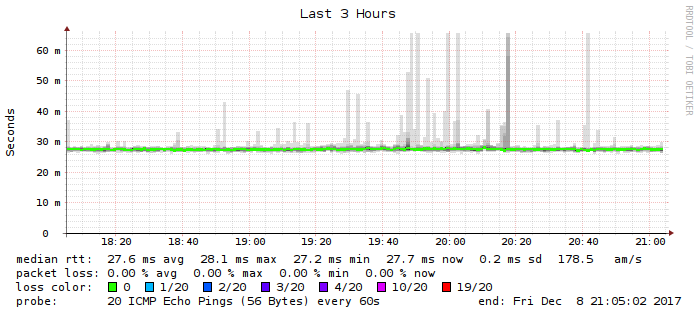 Last 3 Hours
RRDTOOL / TOBI OETIKER
Seconds
60 m
50 m
40 m
30 m
20 m
10 m
0
18:20 18:40 19:00 19:20 19:40 20:00 20:20 20:40 21:00
median rtt: 27.6 ms avg 28.1 ms max 27.2 ms min 27.7 ms now 0.2 ms sd 178.5 am/s
packet loss: 0.00 % avg 0.00 % max 0.00 % min 0.00 % now
loss color: 0 1/20 2/20 3/20 4/20 10/20 19/20
probe: 20 ICMP Echo Pings (56 Bytes) every 60s end: Fri Dec 8 21:05:02 2017